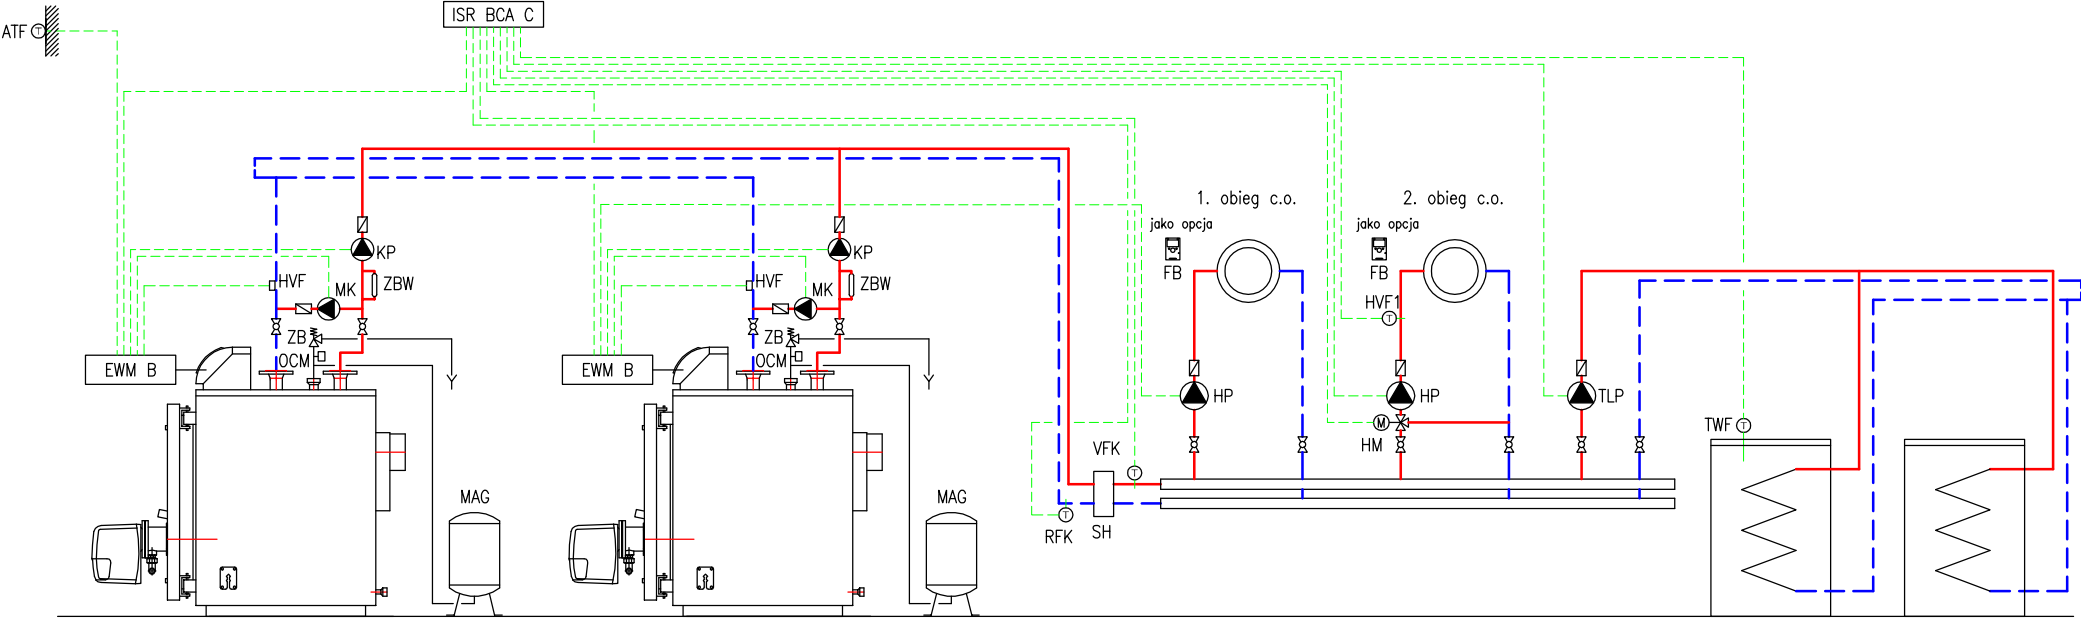 ISR BCA C
ATF T
1. obieg c.o.
2. obieg c.o.
jako opcja
jako opcja
FB
FB
KP
KP
HVF
MK
ZBW
HVF
MK
ZBW
HVF1
T
ZB
ZB
OCM
OCM
EWM B
EWM B
Y
Y
HP
HP
TLP
M
HM
TWF T
VFK
T
MAG
MAG
T
RFK
SH